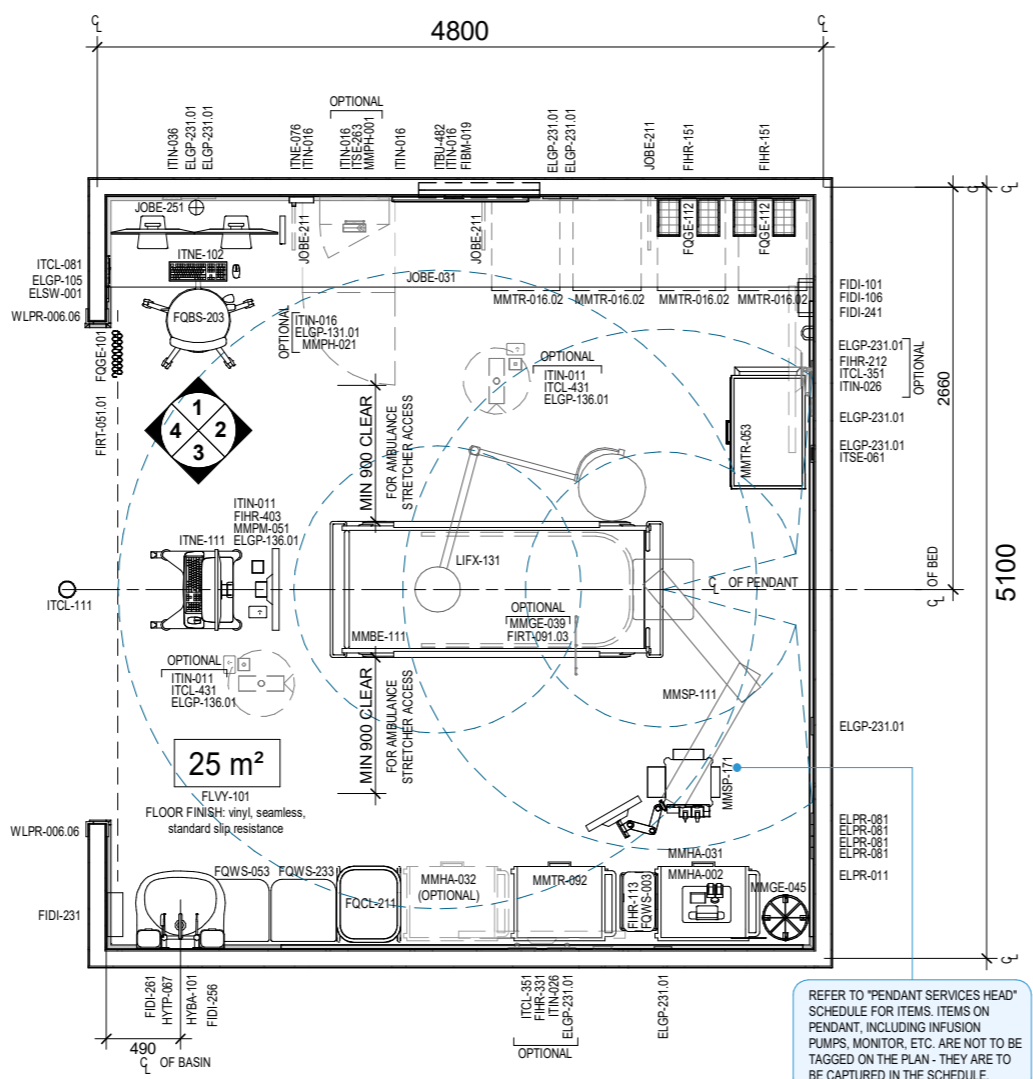 ℄
4800
℄
OPTIONAL
ITIN-036
ELGP-231.01
ELGP-231.01
ITNE-076
ITIN-016
ITIN-016
ITSE-263
MMPH-001
ITIN-016
ITBU-482
ITIN-016
FIBM-019
ELGP-231.01
ELGP-231.01
JOBE-211
FIHR-151
FIHR-151
℄
℄
JOBE-251
JOBE-211
JOBE-211
FQGE-112
FQGE-112
ITNE-102
JOBE-031
ITCL-081
ELGP-105
ELSW-001
WLPR-006.06
FQBS-203
MMTR-016.02
MMTR-016.02
MMTR-016.02
MMTR-016.02
FIDI-101
FIDI-106
FIDI-241
FQGE-101
OPTIONAL
ITIN-016
ELGP-131.01
MMPH-021
OPTIONAL
ITIN-011
ITCL-431
ELGP-136.01
ELGP-231.01
FIHR-212
ITCL-351
ITIN-026
OPTIONAL
2660
FIRT-051.01
1
4
2
3
MIN 900 CLEAR
FOR AMBULANCE
STRETCHER ACCESS
MMTR-053
ELGP-231.01
ELGP-231.01
ITSE-061
ITIN-011
FIHR-403
MMPM-051
ELGP-136.01
ITNE-111
LIFX-131
℄ OF PENDANT
℄ OF BED
5100
ITCL-111
OPTIONAL
MMGE-039
FIRT-091.03
MMBE-111
OPTIONAL
ITIN-011
ITCL-431
ELGP-136.01
MIN 900 CLEAR
FOR AMBULANCE
STRETCHER ACCESS
MMSP-111
ELGP-231.01
25 m²
MMSP-171
FLVY-101
FLOOR FINISH: vinyl, seamless,
standard slip resistance
WLPR-006.06
ELPR-081
ELPR-081
ELPR-081
ELPR-081
ELPR-011
FQWS-053
FQWS-233
FQCL-211
MMHA-032
(OPTIONAL)
MMTR-092
FIHR-113
FQWS-003
MMHA-031
MMHA-002
MMGE-045
FIDI-231
℄
FIDI-261
HYTP-067
HYBA-101
FIDI-256
ITCL-351
FIHR-331
ITIN-026
ELGP-231.01
OPTIONAL
ELGP-231.01
490
℄ OF BASIN
REFER TO "PENDANT SERVICES HEAD"
SCHEDULE FOR ITEMS. ITEMS ON
PENDANT, INCLUDING INFUSION
PUMPS, MONITOR, ETC. ARE NOT TO BE
TAGGED ON THE PLAN - THEY ARE TO
BE CAPTURED IN THE SCHEDULE.